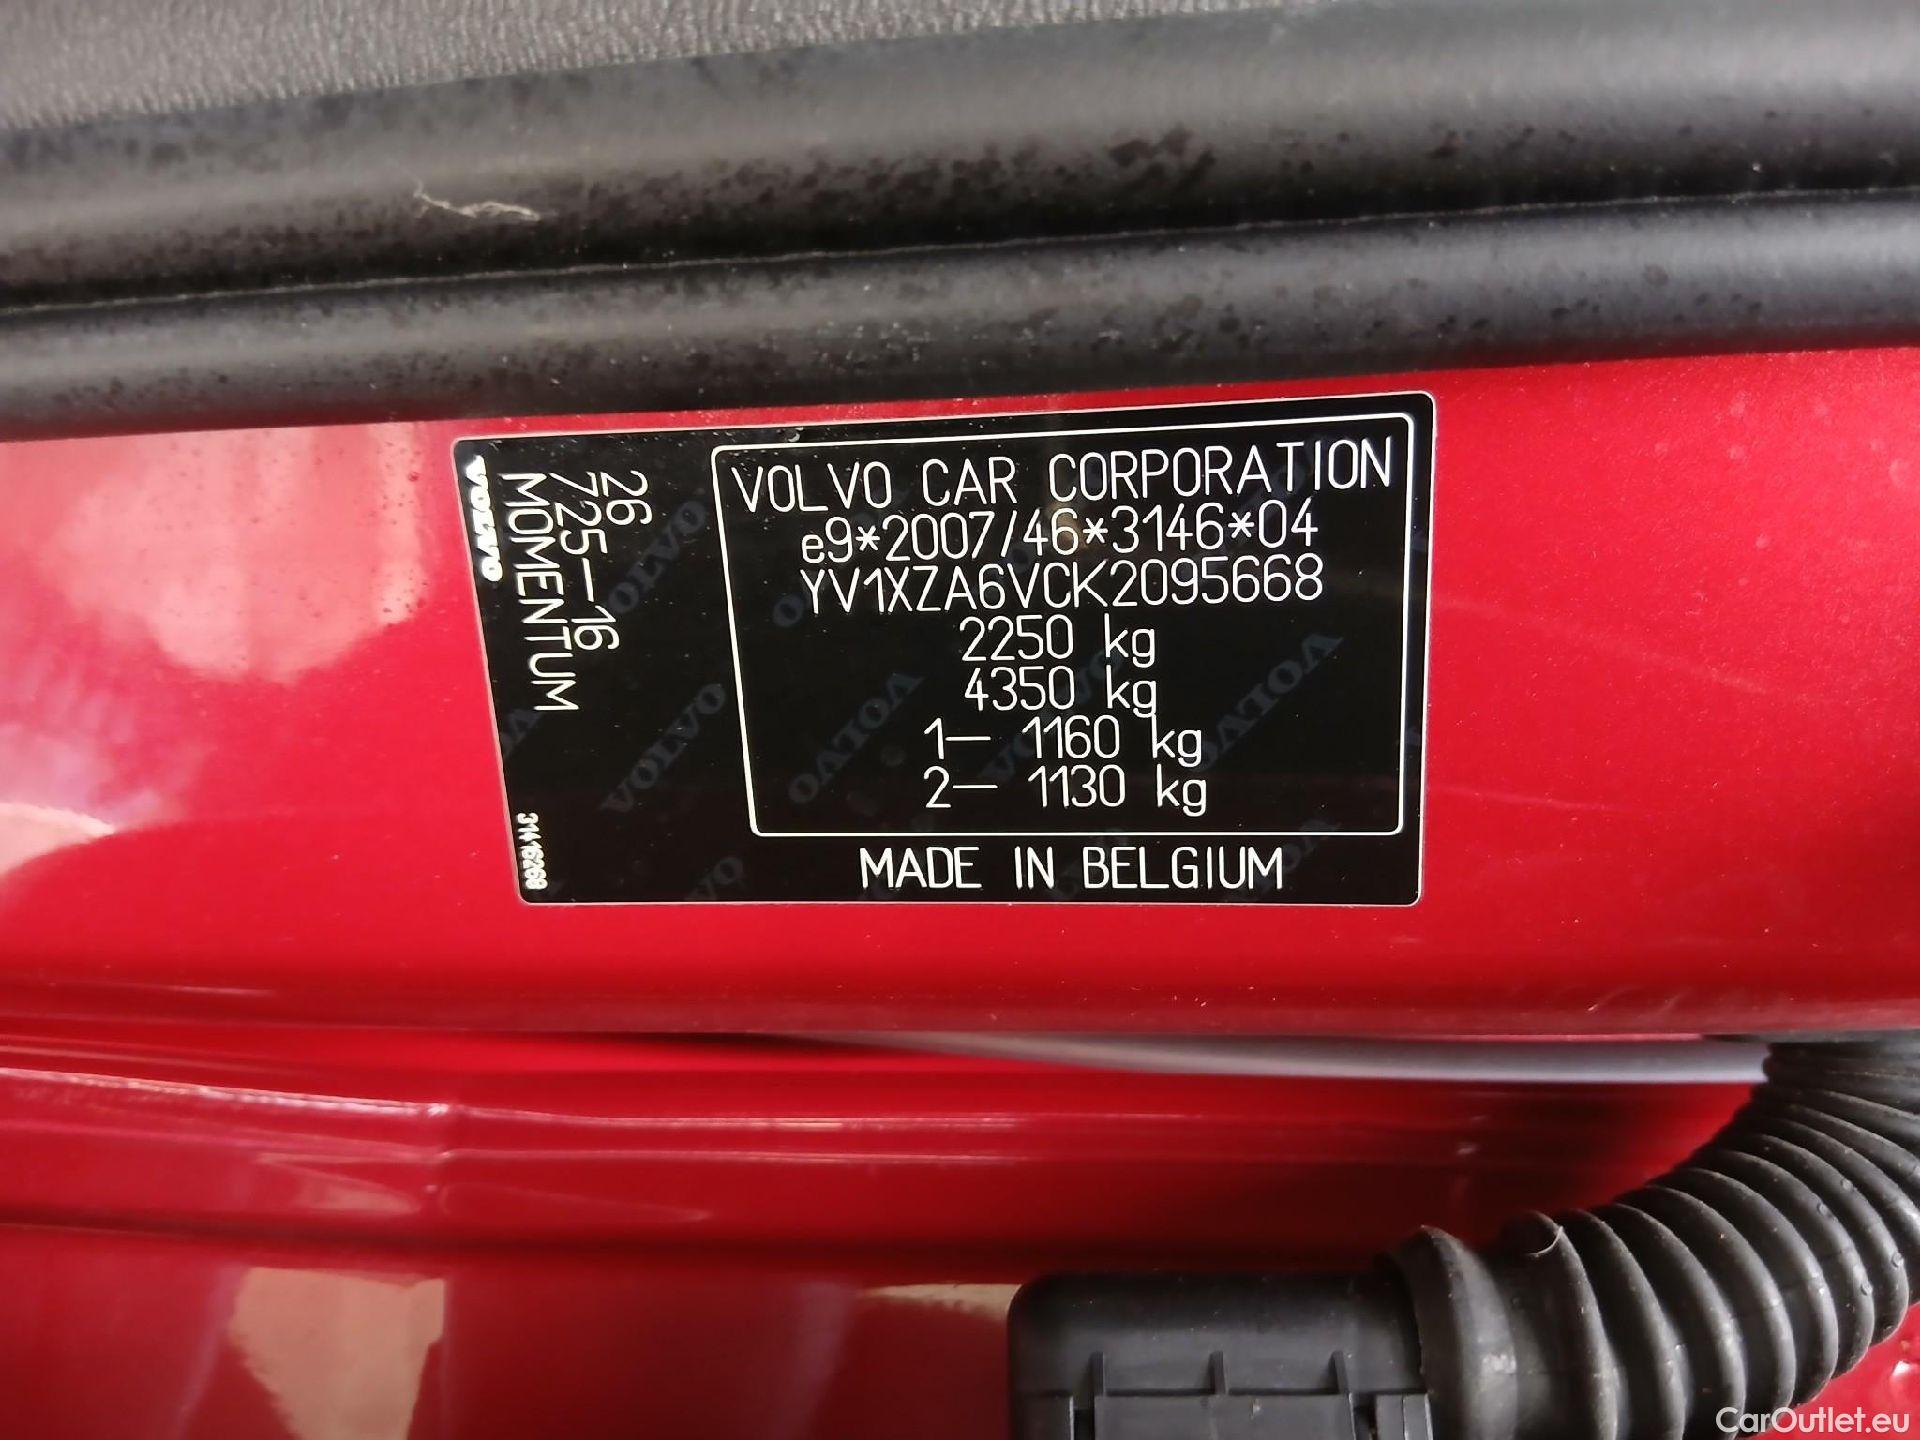 VOLVO CAR CORPORATION
e9*2007/46*3146*04
YV1XZA6VCK2095668
2250 kg
4350 kg
1- 1160 kg
2- 1130 kg
MADE IN BELGIUM
26
725-16
MOMENTUM
VOLVO
31416268
CarOutlet.eu